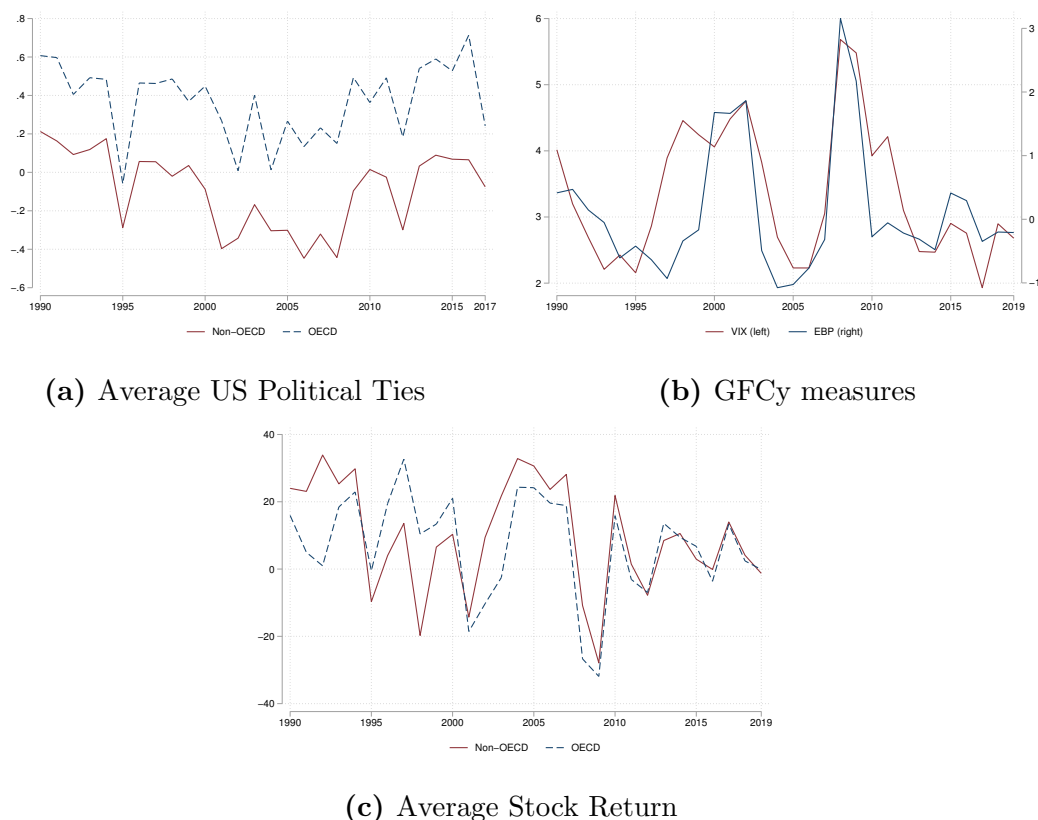 .8
.6
.4
.2
0
−.2
−.4
−.6
1990 1995 2000 2005 2010 2015 2017
Non−OECD OECD
(a) Average US Political Ties
6
5
4
3
2
3
2
1
0
−1
1990 1995 2000 2005 2010 2015 2019
VIX (left) EBP (right)
(b) GFCy measures
40
20
0
−20
−40
1990 1995 2000 2005 2010 2015 2019
Non−OECD OECD
(c) Average Stock Return